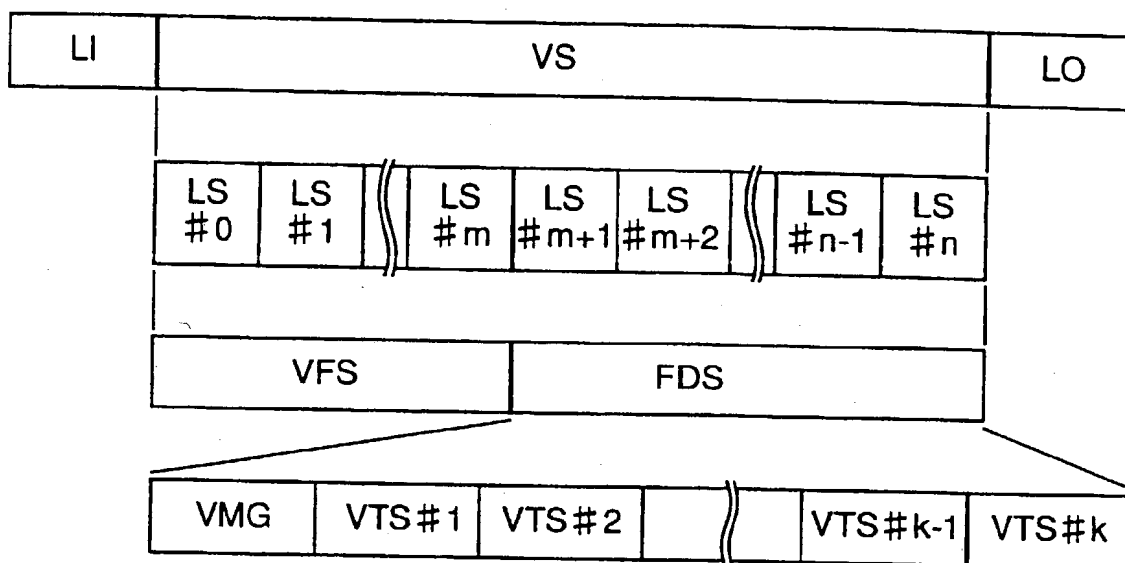 LI VS LO
LS #0 LS #1 LS #m LS #m+1 LS #m+2 LS #n-1 LS #n
VFS FDS
VMG VTS#1 VTS#2 VTS#k-1 VTS#k